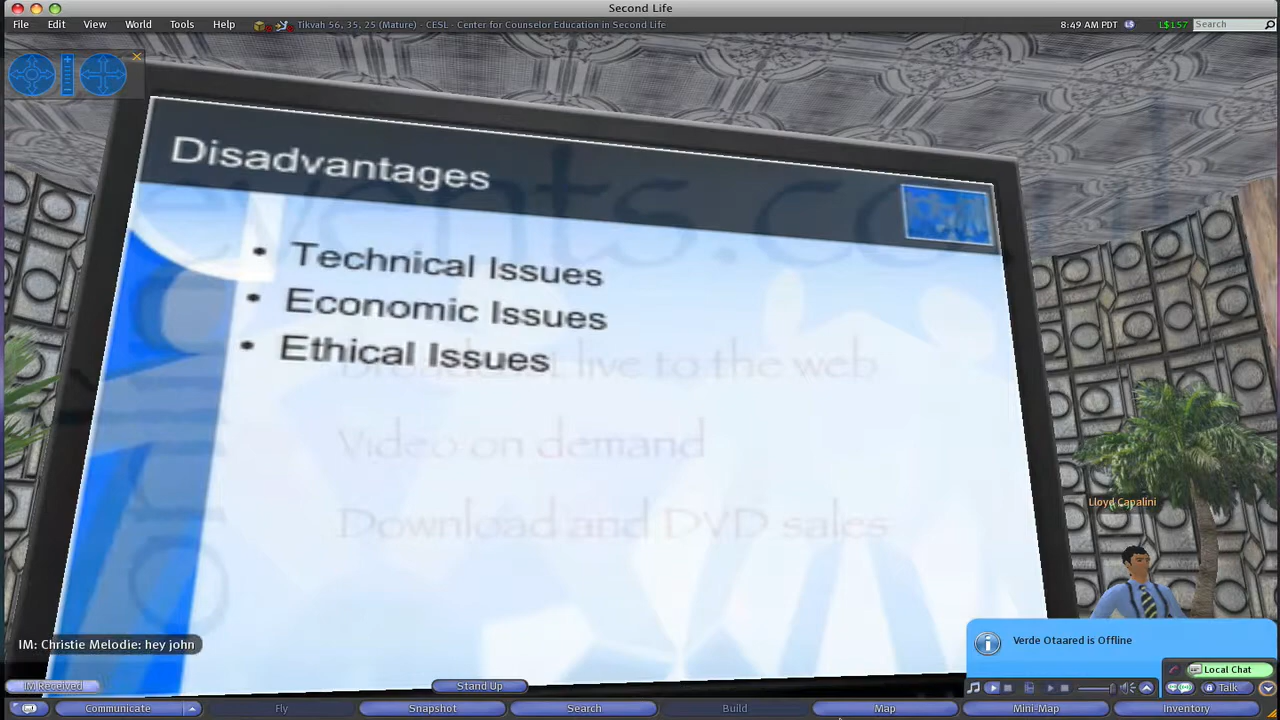 Second Life
File Edit View World Tools Help
Tikvah 56, 35, 25 (Mature) - CESL - Center for Counselor Education in Second Life
8:49 AM PDT
L$157
Search
Disadvantages
events.co
• Technical Issues
• Economic Issues
• Ethical Issues
live to the web
Video on demand
Download and DVD sales
Lloyd Capalini
IM: Christie Melodie: hey john
Verde Otaared is Offline
Local Chat
IM Received
Stand Up
Talk
Communicate
Fly
Snapshot
Search
Build
Map
Mini-Map
Inventory